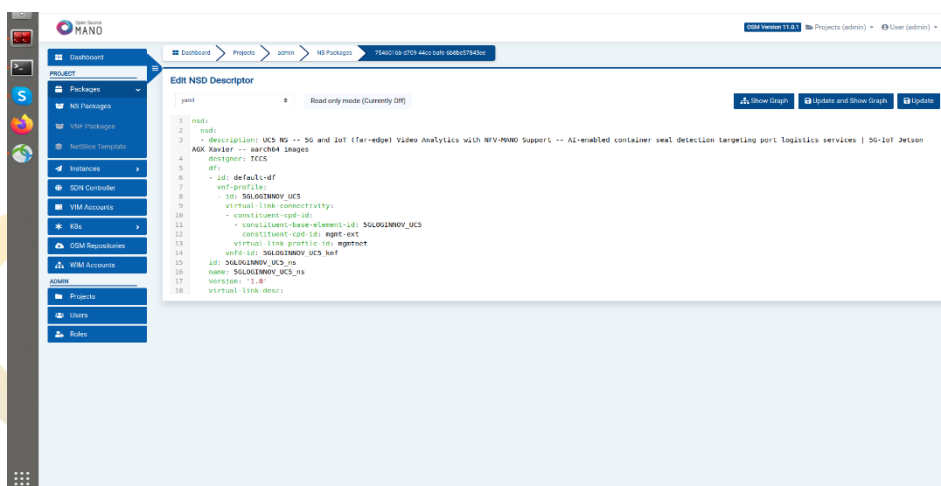 Open Source
MANO
OSM Version 11.0.1
Projects (admin)
User (admin)
Dashboard
PROJECT
Packages
NS Packages
VNF Packages
NetSlice Template
Instances
SDN Controller
VIM Accounts
K8s
OSM Repositories
WIM Accounts
ADMIN
Projects
Users
Roles
Dashboard
Projects
admin
NS Packages
Edit NSD Descriptor
yaml
Read only mode (Currently Off)
Show Graph
Update and Show Graph
Update
1 nsd:
2 nsd:
3 - description: UC5 NS -- 5G and IoT (far-edge) Video Analytics with NFV-MANO Support -- AI-enabled container seal detection targeting port logistics services | 5G-IoT Jetson
AGX Xavier -- aarch64 images
4 designer: ICCS
5 df:
6 - id: default-df
7 vnf-profile:
8 - id: 5GLOGINNOV_UC5
9 virtual-link-connectivity:
10 - constituent-cpd-id:
11 - constituent-base-element-id: 5GLOGINNOV_UC5
12 constituent-cpd-id: mgmt-ext
13 virtual-link-profile-id: mgmtnet
14 vnfd-id: 5GLOGINNOV_UC5_knf
15 id: 5GLOGINNOV_UC5_ns
16 name: 5GLOGINNOV_UC5_ns
17 version: '1.0'
18 virtual-link-desc: